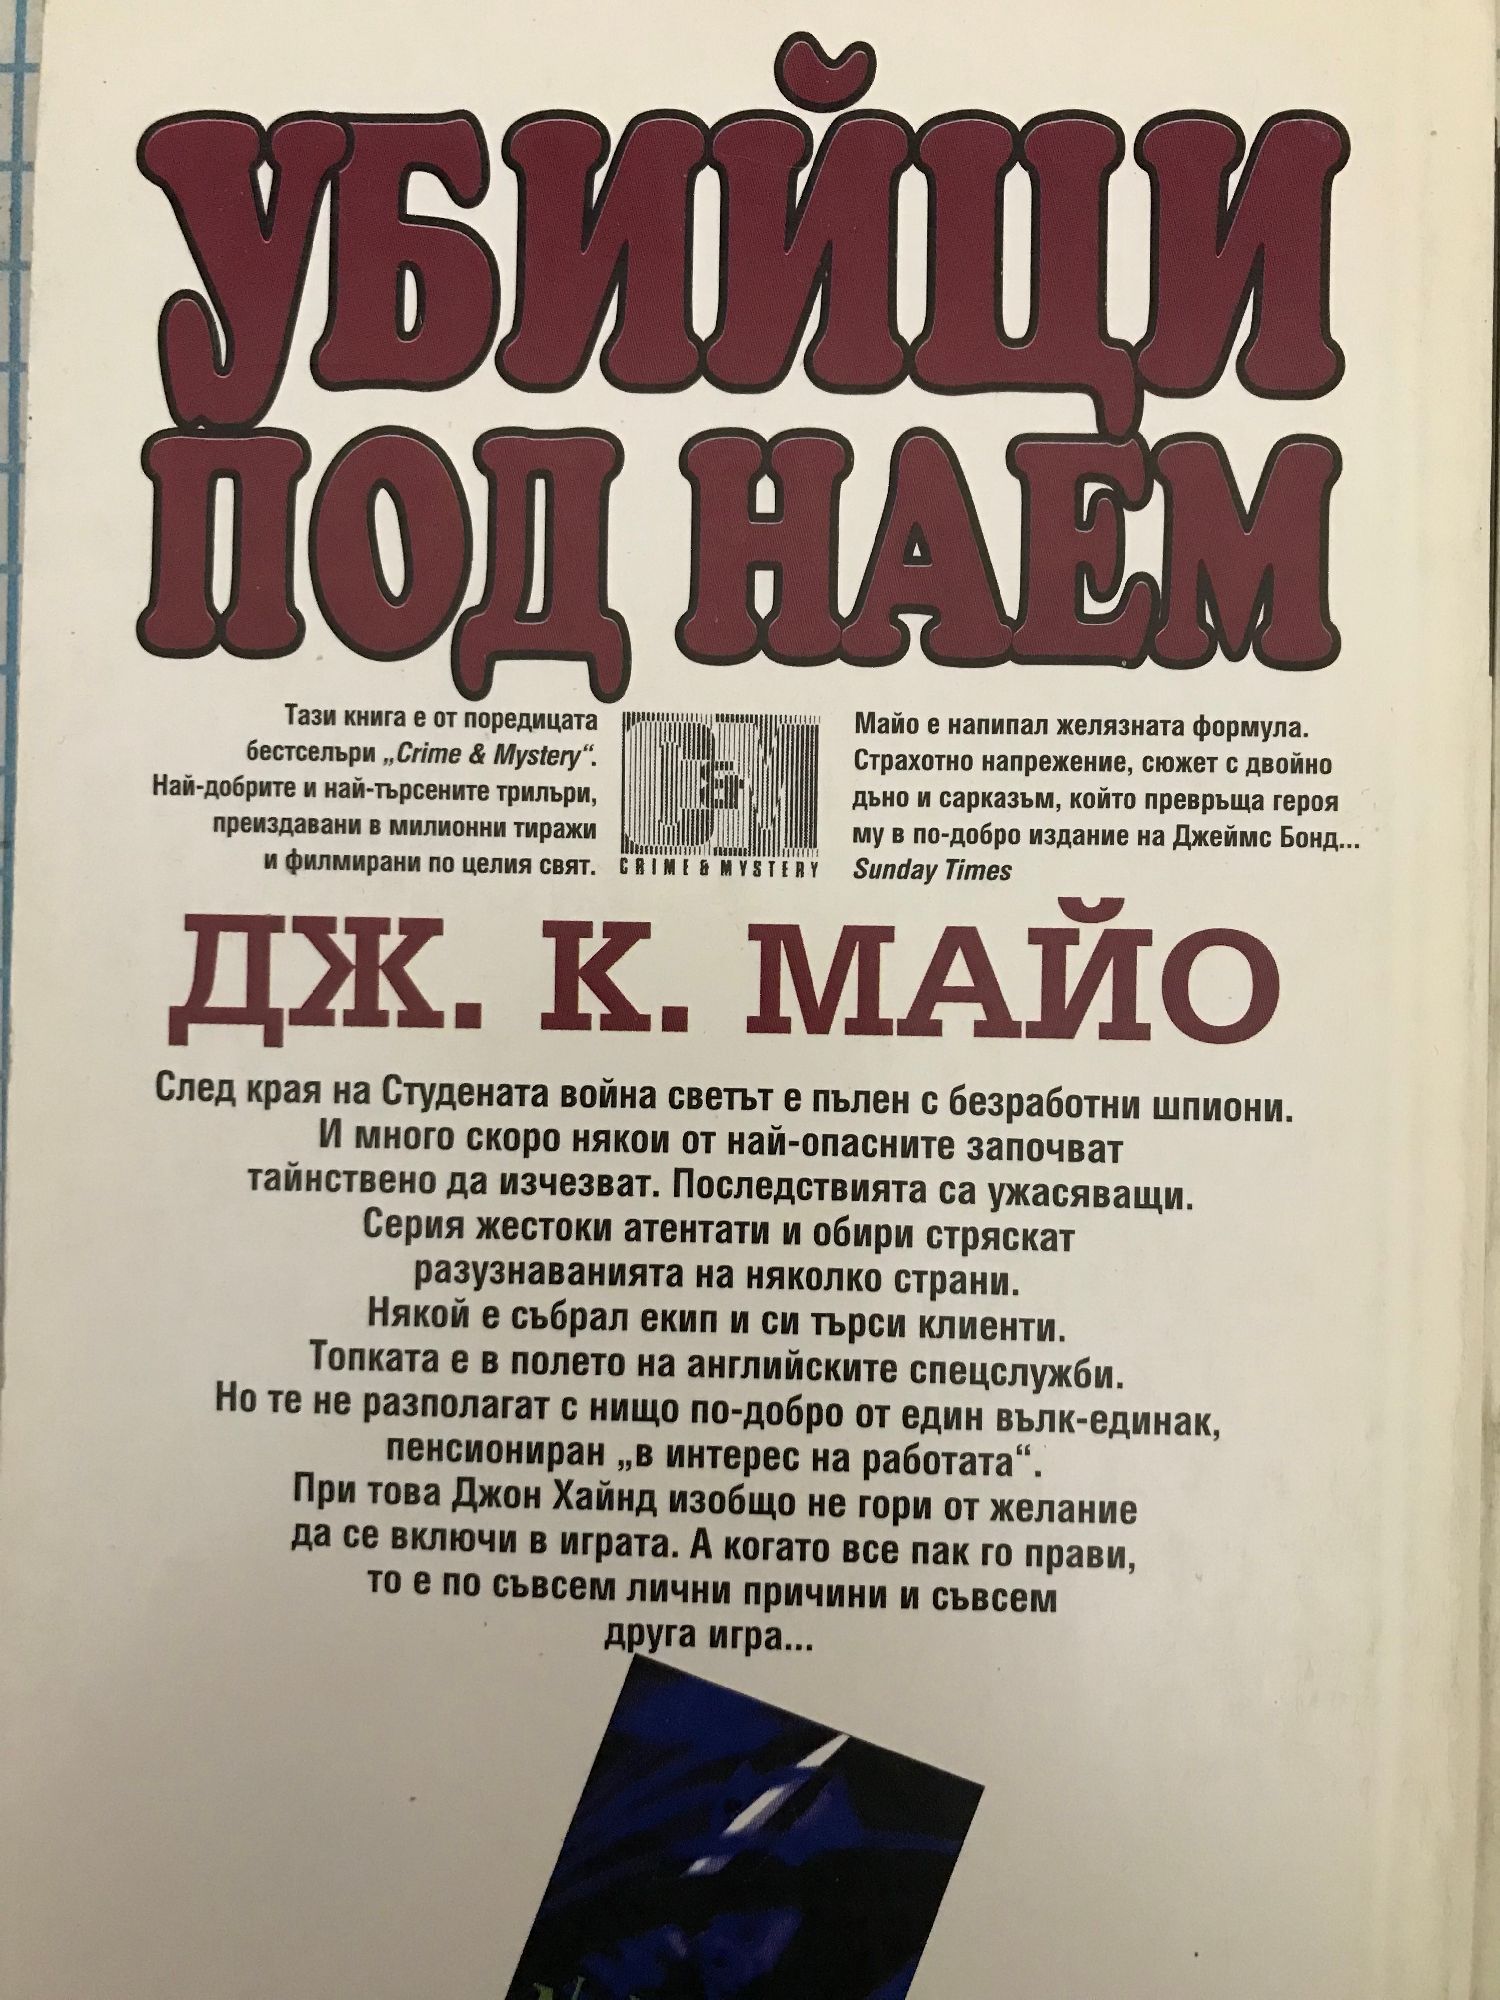 УБИЙЦИ
ПОД НАЕМ
Тази книга е от поредицата
бестселъри „Crime & Mystery“.
Най-добрите и най-търсените трилъри,
преиздавани в милионни тиражи
и филмирани по целия свят.
C&M
CRIME & MYSTERY
Майо е напипал желязната формула.
Страхотно напрежение, сюжет с двойно
дъно и сарказъм, който превръща героя
му в по-добро издание на Джеймс Бонд...
Sunday Times
ДЖ. К. МАЙО
След края на Студената война светът е пълен с безработни шпиони.
И много скоро някои от най-опасните започват
тайнствено да изчезват. Последствията са ужасяващи.
Серия жестоки атентати и обири стряскат
разузнаванията на няколко страни.
Някой е събрал екип и си търси клиенти.
Топката е в полето на английските спецслужби.
Но те не разполагат с нищо по-добро от един вълк-единак,
пенсиониран „в интерес на работата“.
При това Джон Хайнд изобщо не гори от желание
да се включи в играта. А когато все пак го прави,
то е по съвсем лични причини и съвсем
друга игра...